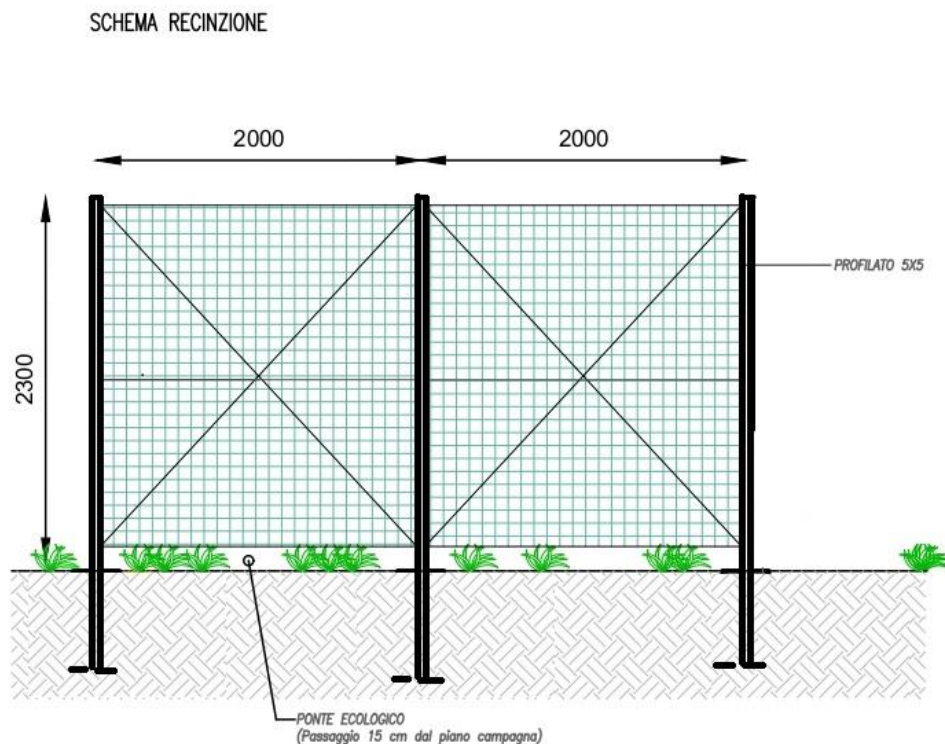 SCHEMA RECINZIONE
2000 2000
PROFILATO 5X5
2300
PONTE ECOLOGICO
(Passaggio 15 cm dal piano campagna)